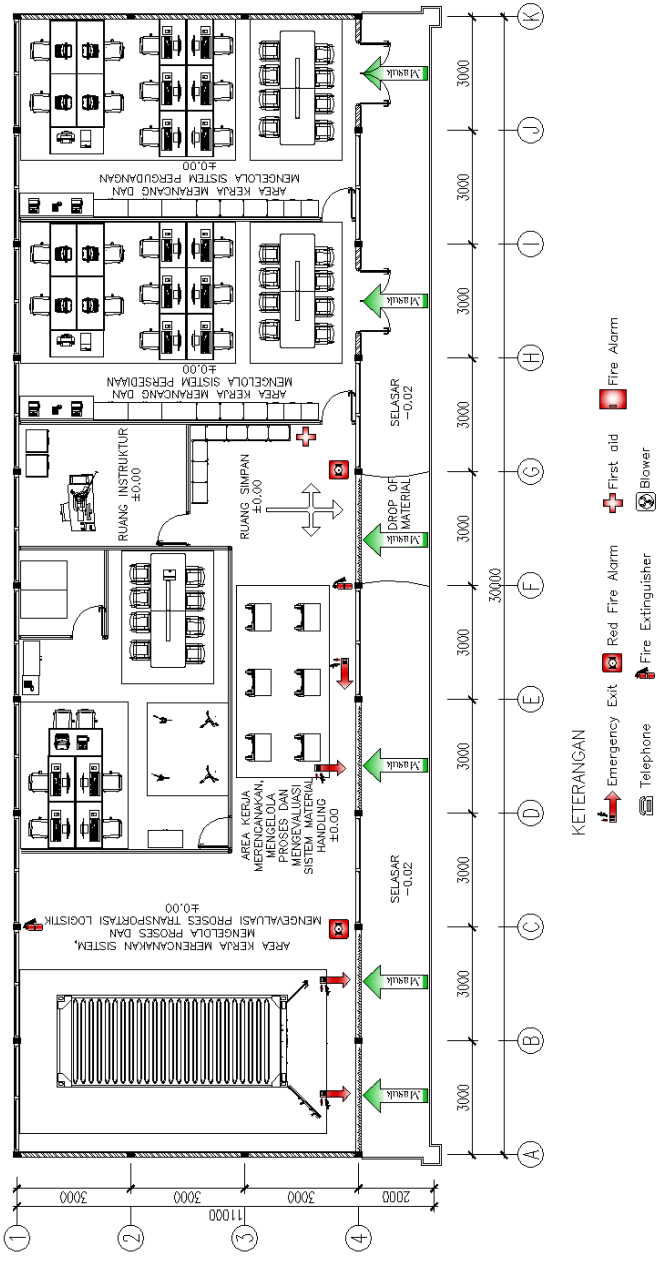 1
2
3
4
3000
3000
3000
2000
11000
AREA KERJA MERENCANAKAN SISTEM,
MENGELOLA PROSES DAN
MENGEVALUASI PROSES TRANSPORTASI LOGISTIK
±0.00
AREA KERJA
MERENCANAKAN,
MENGELOLA
PROSES DAN
MENGEVALUASI
SISTEM MATERIAL
HANDLING
±0.00
RUANG INSTRUKTUR
±0.00
RUANG SIMPAN
±0.00
AREA KERJA MERANCANG DAN
MENGELOLA SISTEM PERSEDIAAN
±0.00
AREA KERJA MERANCANG DAN
MENGELOLA SISTEM PERGUDANGAN
±0.00
Masuk
Masuk
Masuk
Masuk
Masuk
Masuk
SELASAR
-0.02
DROP OF
MATERIAL
SELASAR
-0.02
3000
3000
3000
3000
3000
3000
3000
3000
3000
3000
30000
A
B
C
D
E
F
G
H
I
J
K
KETERANGAN
Emergency Exit
Red Fire Alarm
First aid
Fire Alarm
Telephone
Fire Extinguisher
Blower